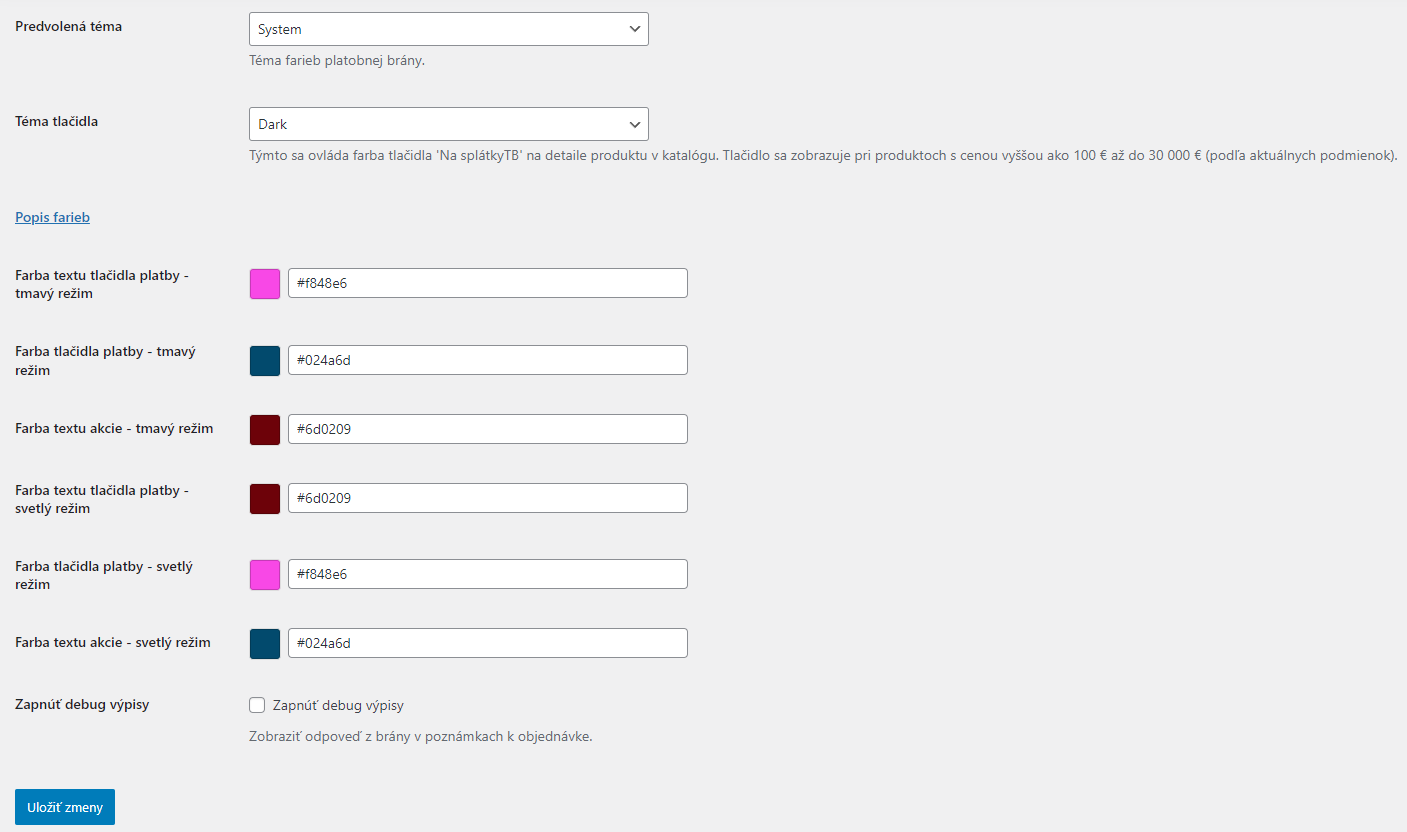 Predvolená téma
System
Téma farieb platobnej brány.
Téma tlačidla
Dark
Týmto sa ovláda farba tlačidla 'Na splátkyTB' na detaile produktu v katalógu. Tlačidlo sa zobrazuje pri produktoch s cenou vyššou ako 100 € až do 30 000 € (podľa aktuálnych podmienok).
Popis farieb
Farba textu tlačidla platby -
tmavý režim
#f848e6
Farba tlačidla platby - tmavý
režim
#024a6d
Farba textu akcie - tmavý režim
#6d0209
Farba textu tlačidla platby -
svetlý režim
#6d0209
Farba tlačidla platby - svetlý
režim
#f848e6
Farba textu akcie - svetlý režim
#024a6d
Zapnúť debug výpisy
Zapnúť debug výpisy
Zobraziť odpoveď z brány v poznámkach k objednávke.
Uložiť zmeny